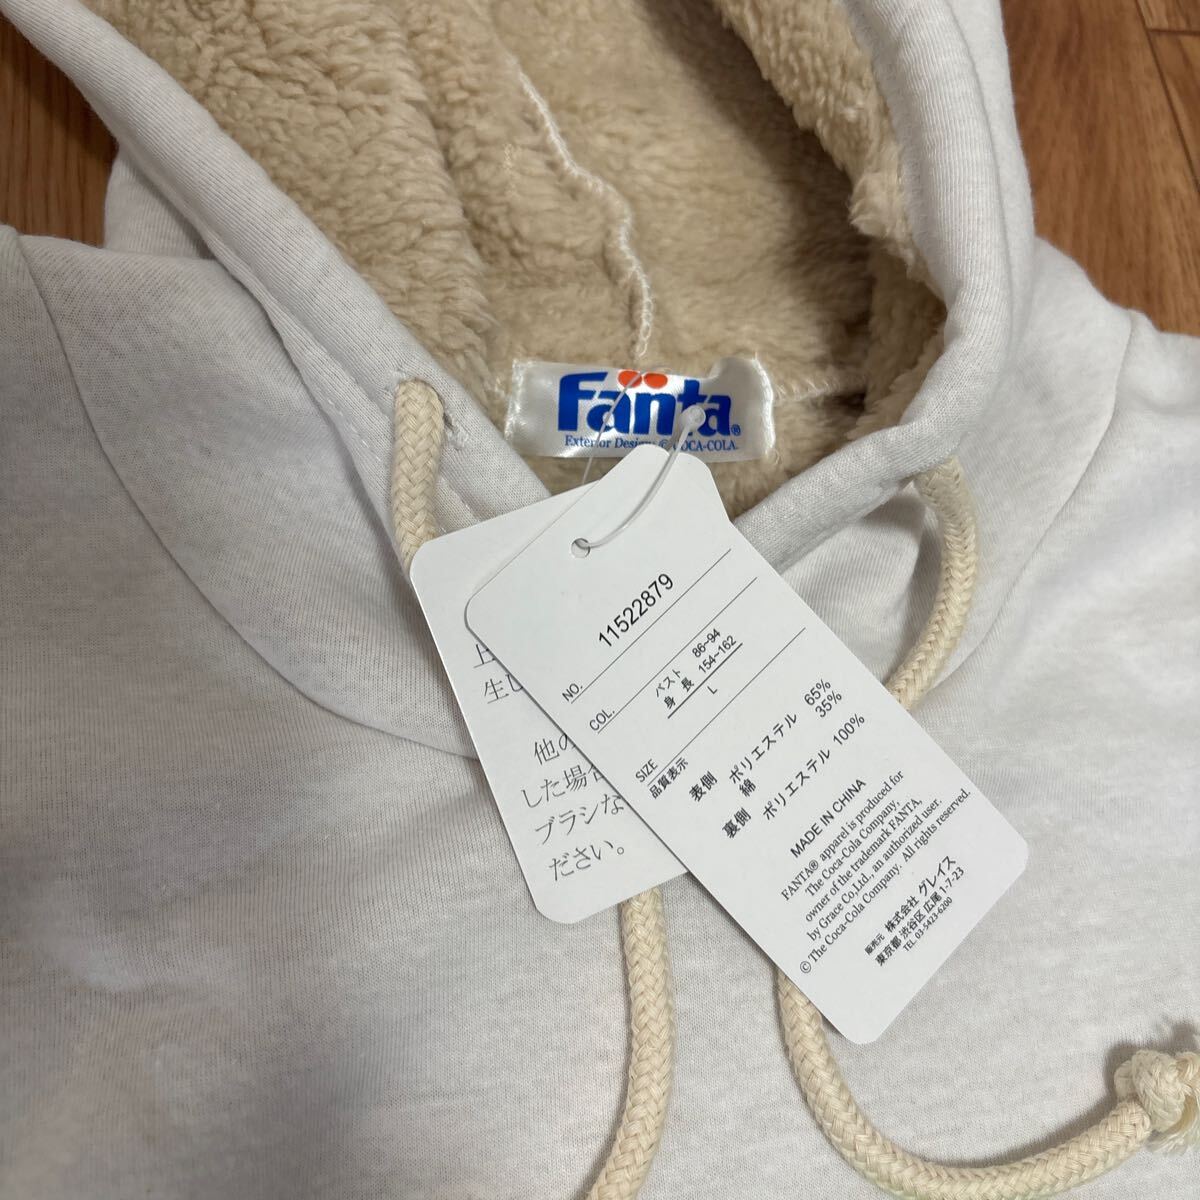 Fanta®
COCA-COLA.
NO. 11522879
COL.
バスト 86~94
身 長 154~162
SIZE L
品質表示
表側 ポリエステル 65%
綿 35%
裏側 ポリエステル 100%
MADE IN CHINA
FANTA® apparel is produced for
The Coca-Cola Company,
owner of the trademark FANTA,
by Grace Co,Ltd., an authorized user.
© The Coca-Cola Company. All rights reserved.
販売元 株式会社 グレイス
東京都 渋谷区 広尾 1-7-23
TEL 03-5423-6200
他の
した場合
ブラシな
ださい。